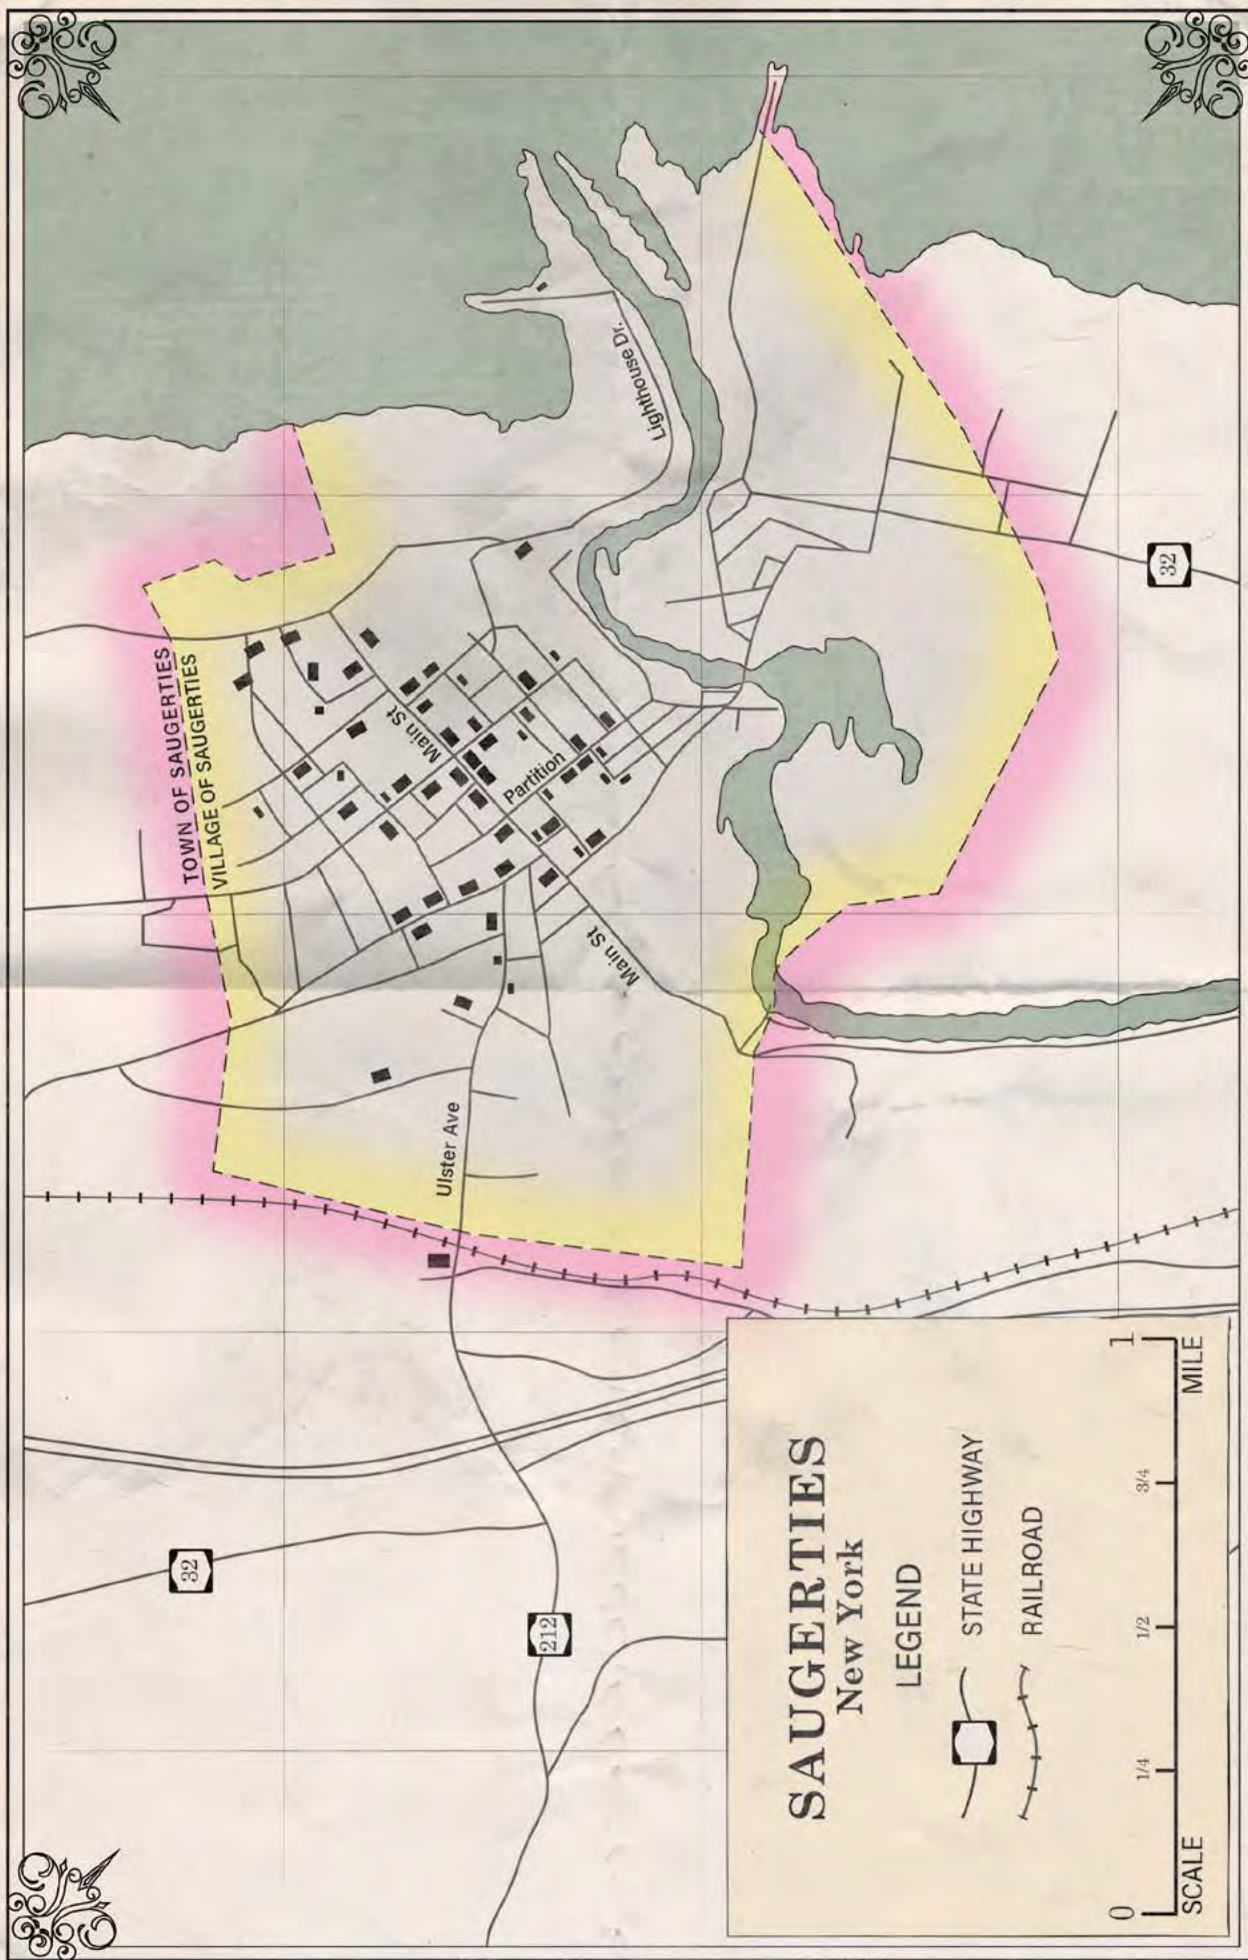 TOWN OF SAUGERTIES
VILLAGE OF SAUGERTIES
32
212
Ulster Ave
Main St
Main St
Partition
Lighthouse Dr.
32
SAUGERTIES
New York
LEGEND
STATE HIGHWAY
RAILROAD
0 1/4 1/2 3/4 1
SCALE MILE